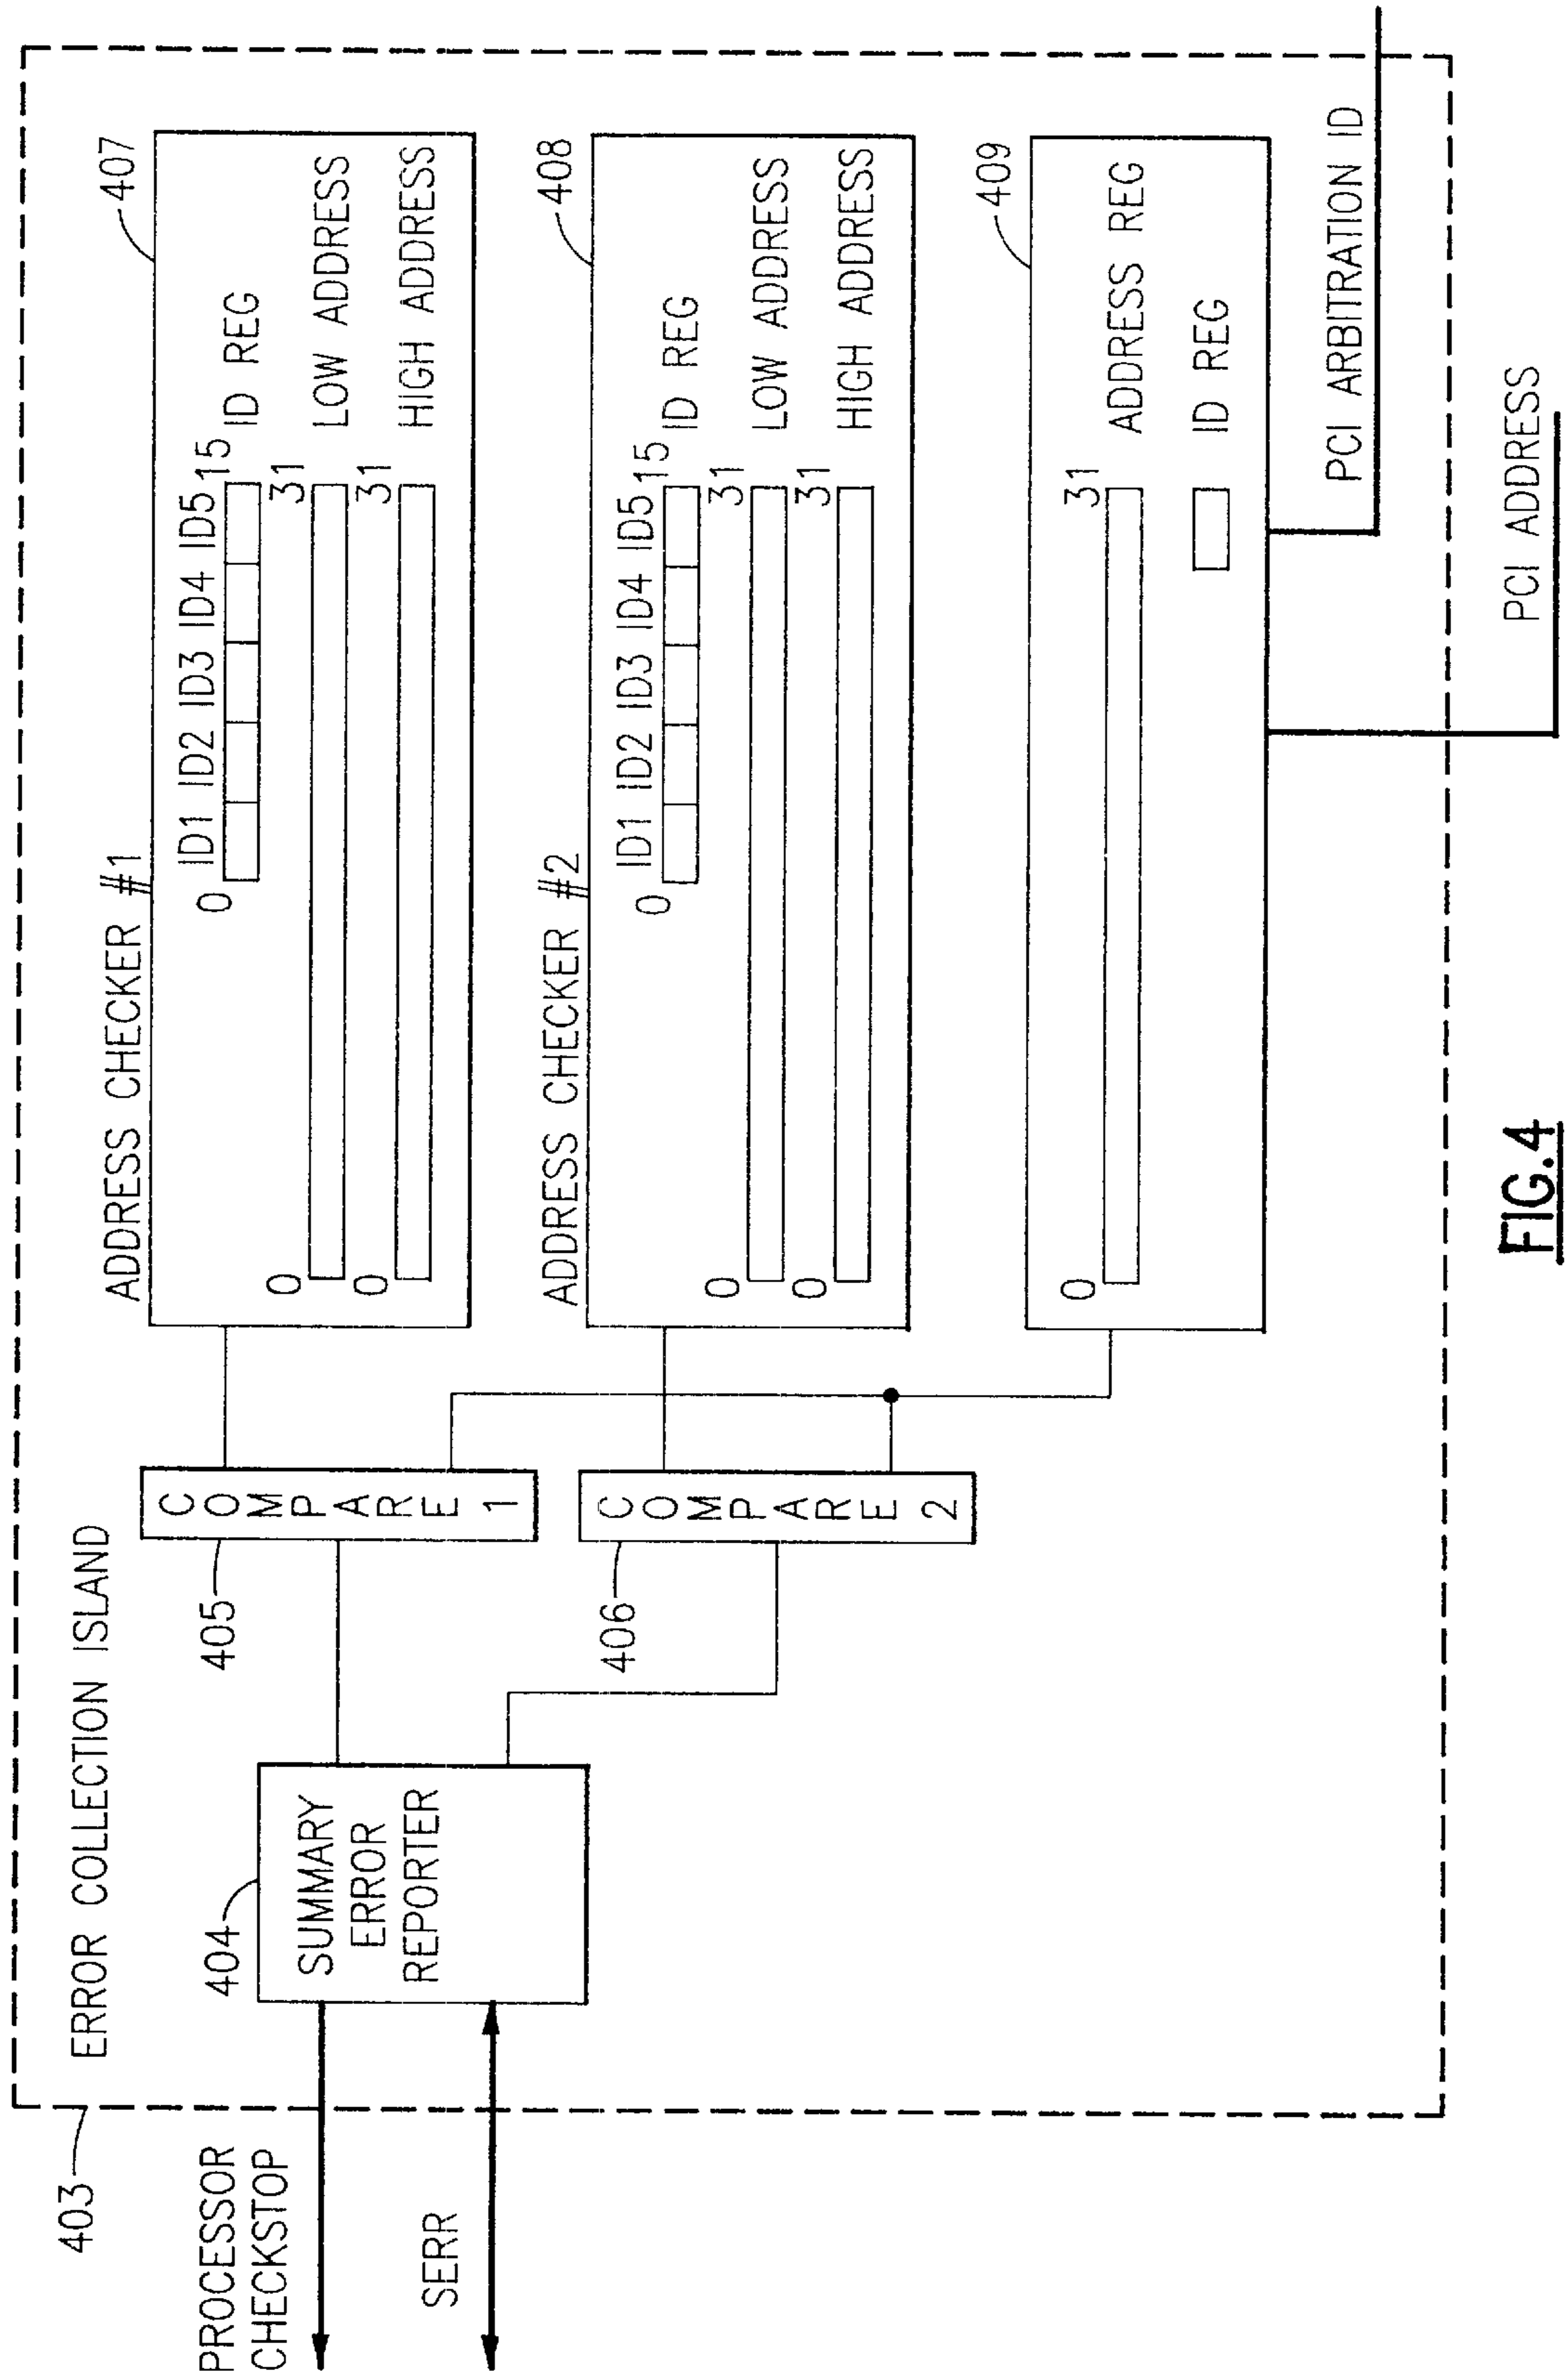 403
ERROR COLLECTION ISLAND
PROCESSOR
CHECKSTOP
SERR
404
SUMMARY
ERROR
REPORTER
405
COMPARE 1
406
COMPARE 2
ADDRESS CHECKER #1
407
ID1 ID2 ID3 ID4 ID5
0 15 ID REG
0 31 LOW ADDRESS
0 31 HIGH ADDRESS
ADDRESS CHECKER #2
408
ID1 ID2 ID3 ID4 ID5
0 15 ID REG
0 31 LOW ADDRESS
0 31 HIGH ADDRESS
409
0 31 ADDRESS REG
ID REG
PCI ARBITRATION ID
PCI ADDRESS
FIG.4